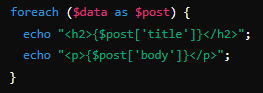 foreach ($data as $post) {
  echo "<h2>{$post['title']}</h2>";
  echo "<p>{$post['body']}</p>";
}